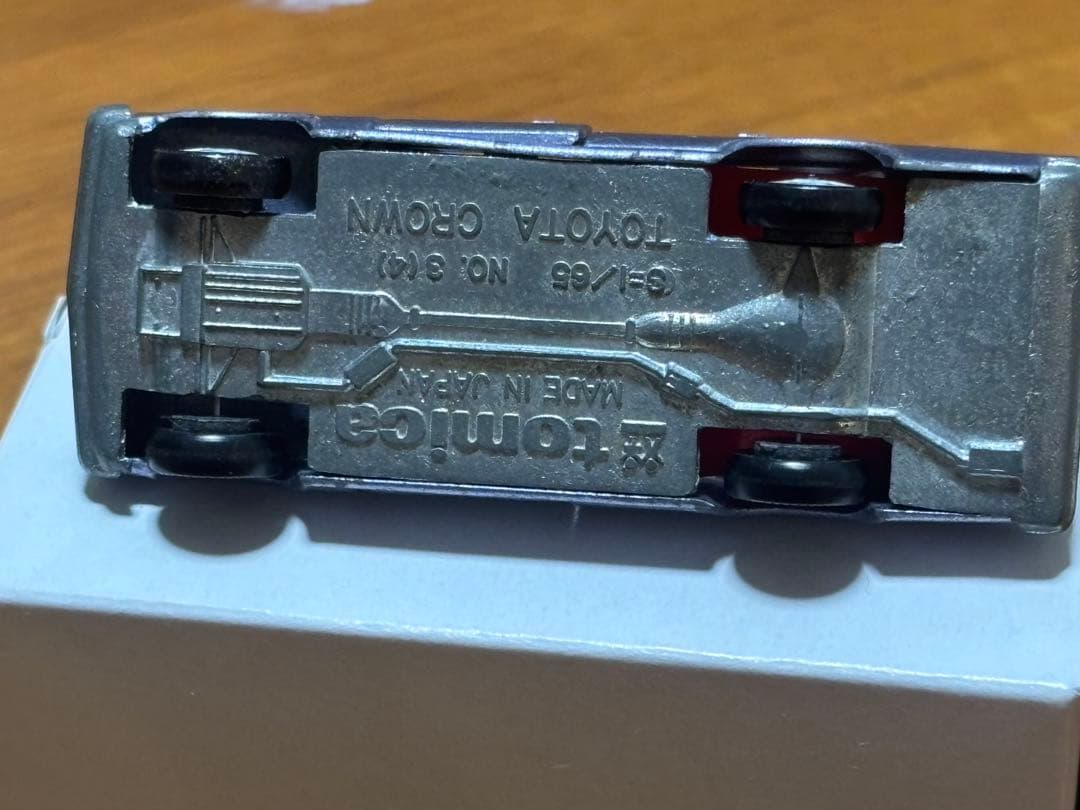 tomica
MADE IN JAPAN
(S=1/65 NO. 3(4)
TOYOTA CROWN